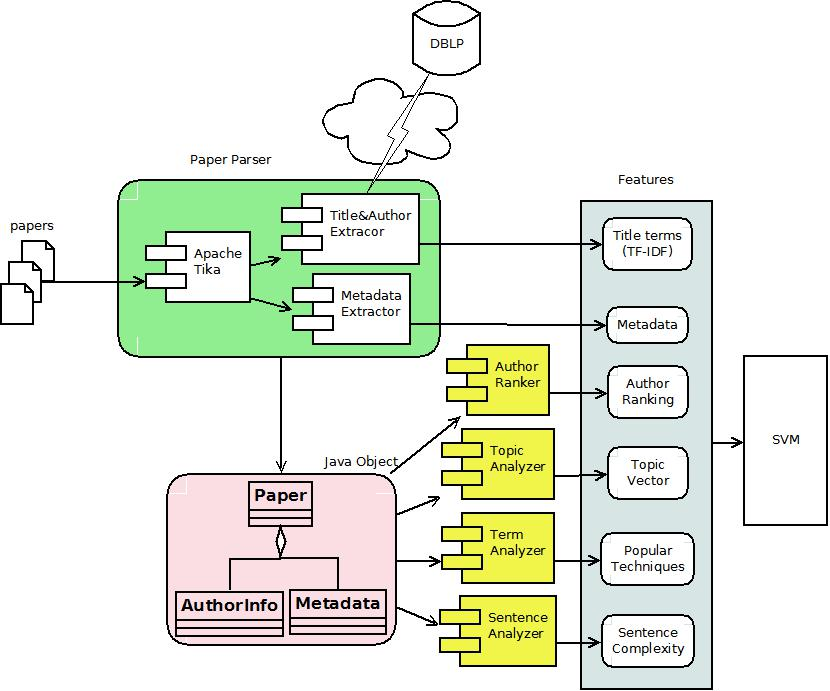 DBLP
Paper Parser
Features
papers
Title&Author
Extracor
Apache
Tika
Metadata
Extractor
Title terms
(TF-IDF)
Metadata
Author
Ranker
Author
Ranking
SVM
Java Object
Topic
Analyzer
Topic
Vector
Paper
Term
Analyzer
Popular
Techniques
AuthorInfo
Metadata
Sentence
Analyzer
Sentence
Complexity